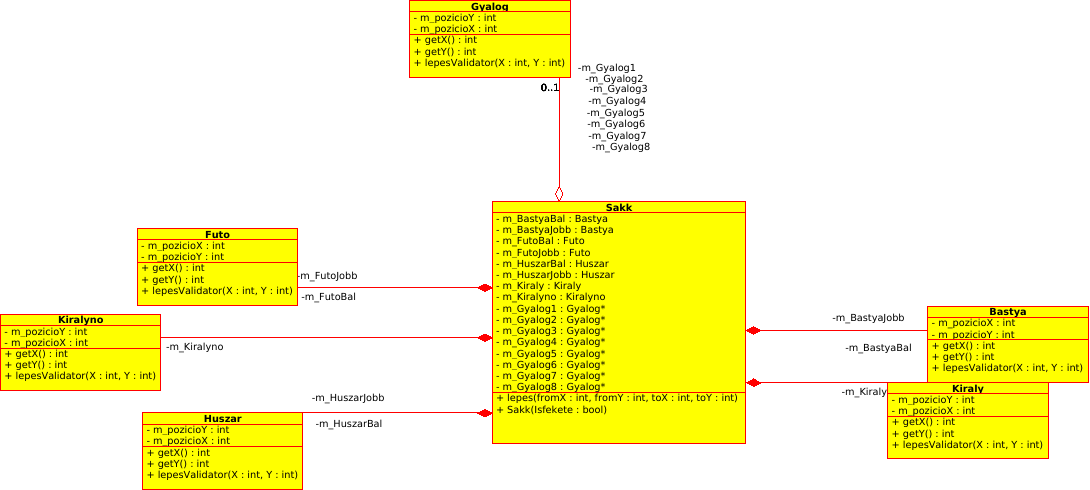 Gyalog
- m_pozicioY : int
- m_pozicioX : int
+ getX() : int
+ getY() : int
+ lepesValidator(X : int, Y : int)
0..1
-m_Gyalog1
-m_Gyalog2
-m_Gyalog3
-m_Gyalog4
-m_Gyalog5
-m_Gyalog6
-m_Gyalog7
-m_Gyalog8
Sakk
- m_BastyaBal : Bastya
- m_BastyaJobb : Bastya
- m_FutoBal : Futo
- m_FutoJobb : Futo
- m_HuszarBal : Huszar
- m_HuszarJobb : Huszar
- m_Kiraly : Kiraly
- m_Kiralyno : Kiralyno
- m_Gyalog1 : Gyalog*
- m_Gyalog2 : Gyalog*
- m_Gyalog3 : Gyalog*
- m_Gyalog4 : Gyalog*
- m_Gyalog5 : Gyalog*
- m_Gyalog6 : Gyalog*
- m_Gyalog7 : Gyalog*
- m_Gyalog8 : Gyalog*
+ lepes(fromX : int, fromY : int, toX : int, toY : int)
+ Sakk(Isfekete : bool)
Futo
- m_pozicioX : int
- m_pozicioY : int
+ getX() : int
+ getY() : int
+ lepesValidator(X : int, Y : int)
-m_FutoJobb
-m_FutoBal
Kiralyno
- m_pozicioY : int
- m_pozicioX : int
+ getX() : int
+ getY() : int
+ lepesValidator(X : int, Y : int)
-m_Kiralyno
Huszar
- m_pozicioY : int
- m_pozicioX : int
+ getX() : int
+ getY() : int
+ lepesValidator(X : int, Y : int)
-m_HuszarJobb
-m_HuszarBal
-m_BastyaJobb
-m_BastyaBal
Bastya
- m_pozicioX : int
- m_pozicioY : int
+ getX() : int
+ getY() : int
+ lepesValidator(X : int, Y : int)
-m_Kiraly
Kiraly
- m_pozicioY : int
- m_pozicioX : int
+ getX() : int
+ getY() : int
+ lepesValidator(X : int, Y : int)